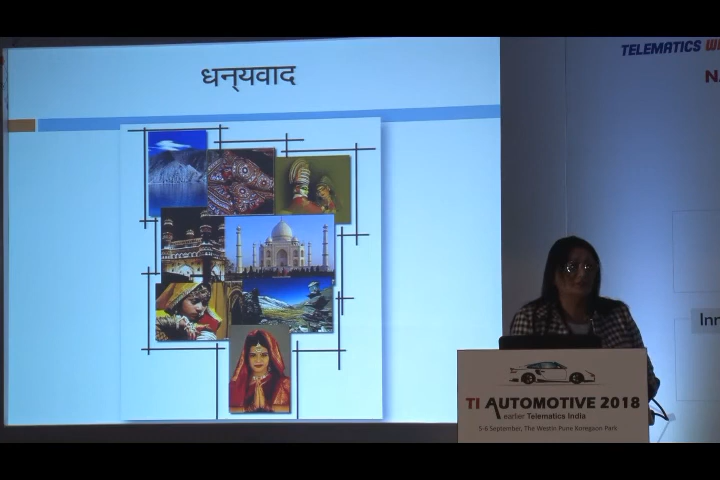 धन्‌यवाद
TELEMATICS
Inn
TI AUTOMOTIVE 2018
earlier Telematics India
5-6 September, The Westin Pune Koregaon Park